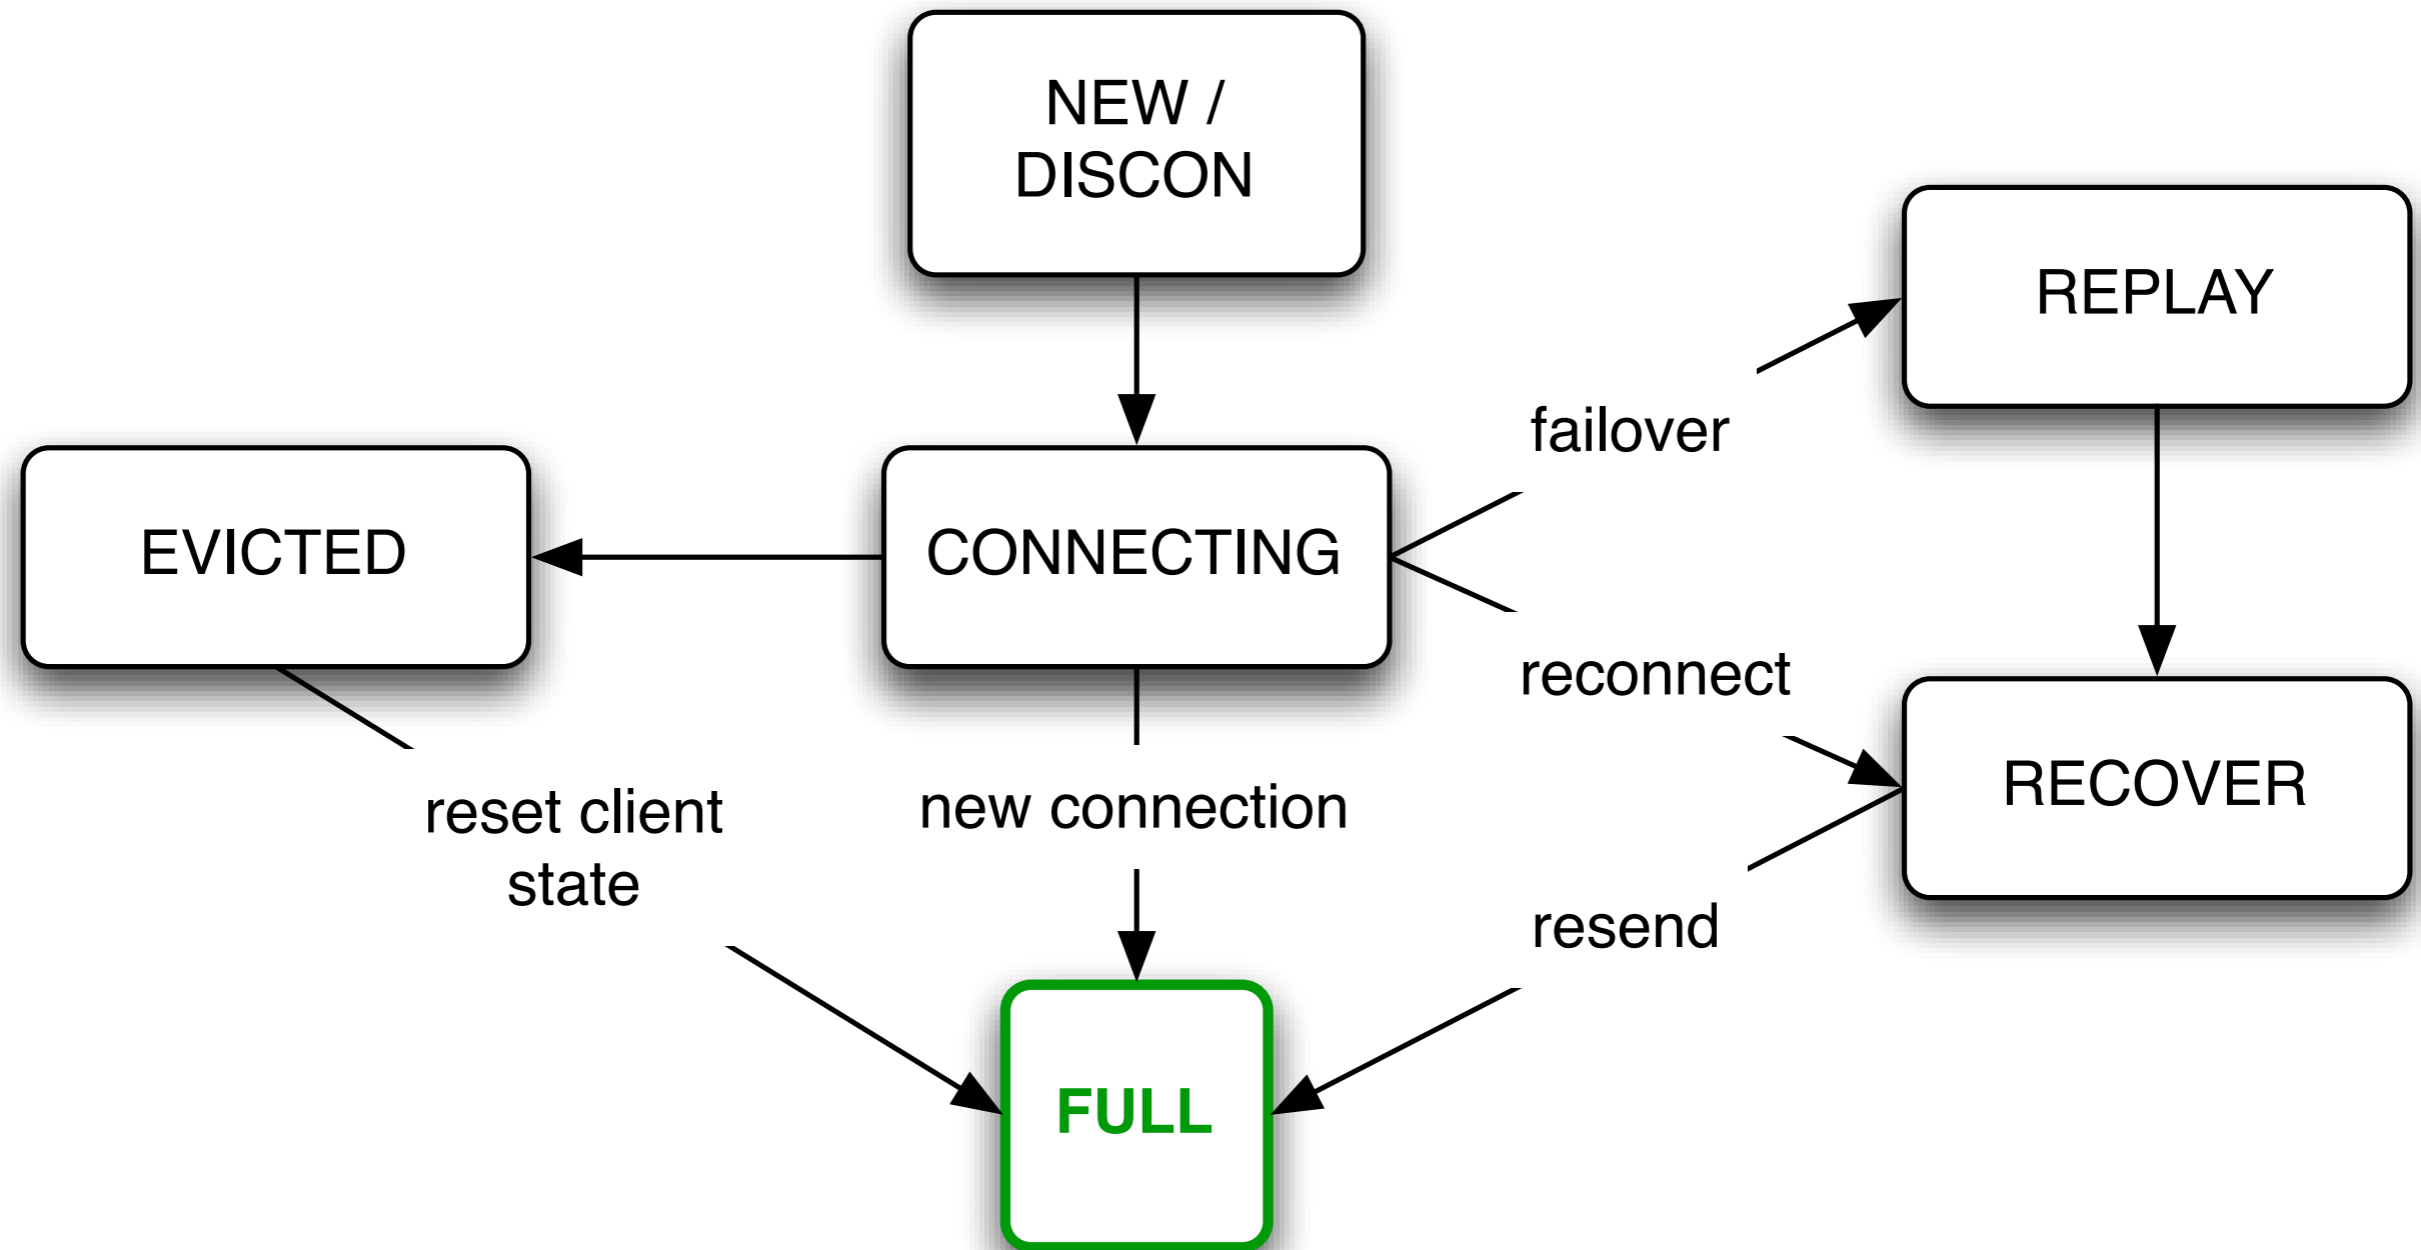 NEW /
DISCON
REPLAY
failover
EVICTED
CONNECTING
reconnect
RECOVER
reset client
state
new connection
resend
FULL